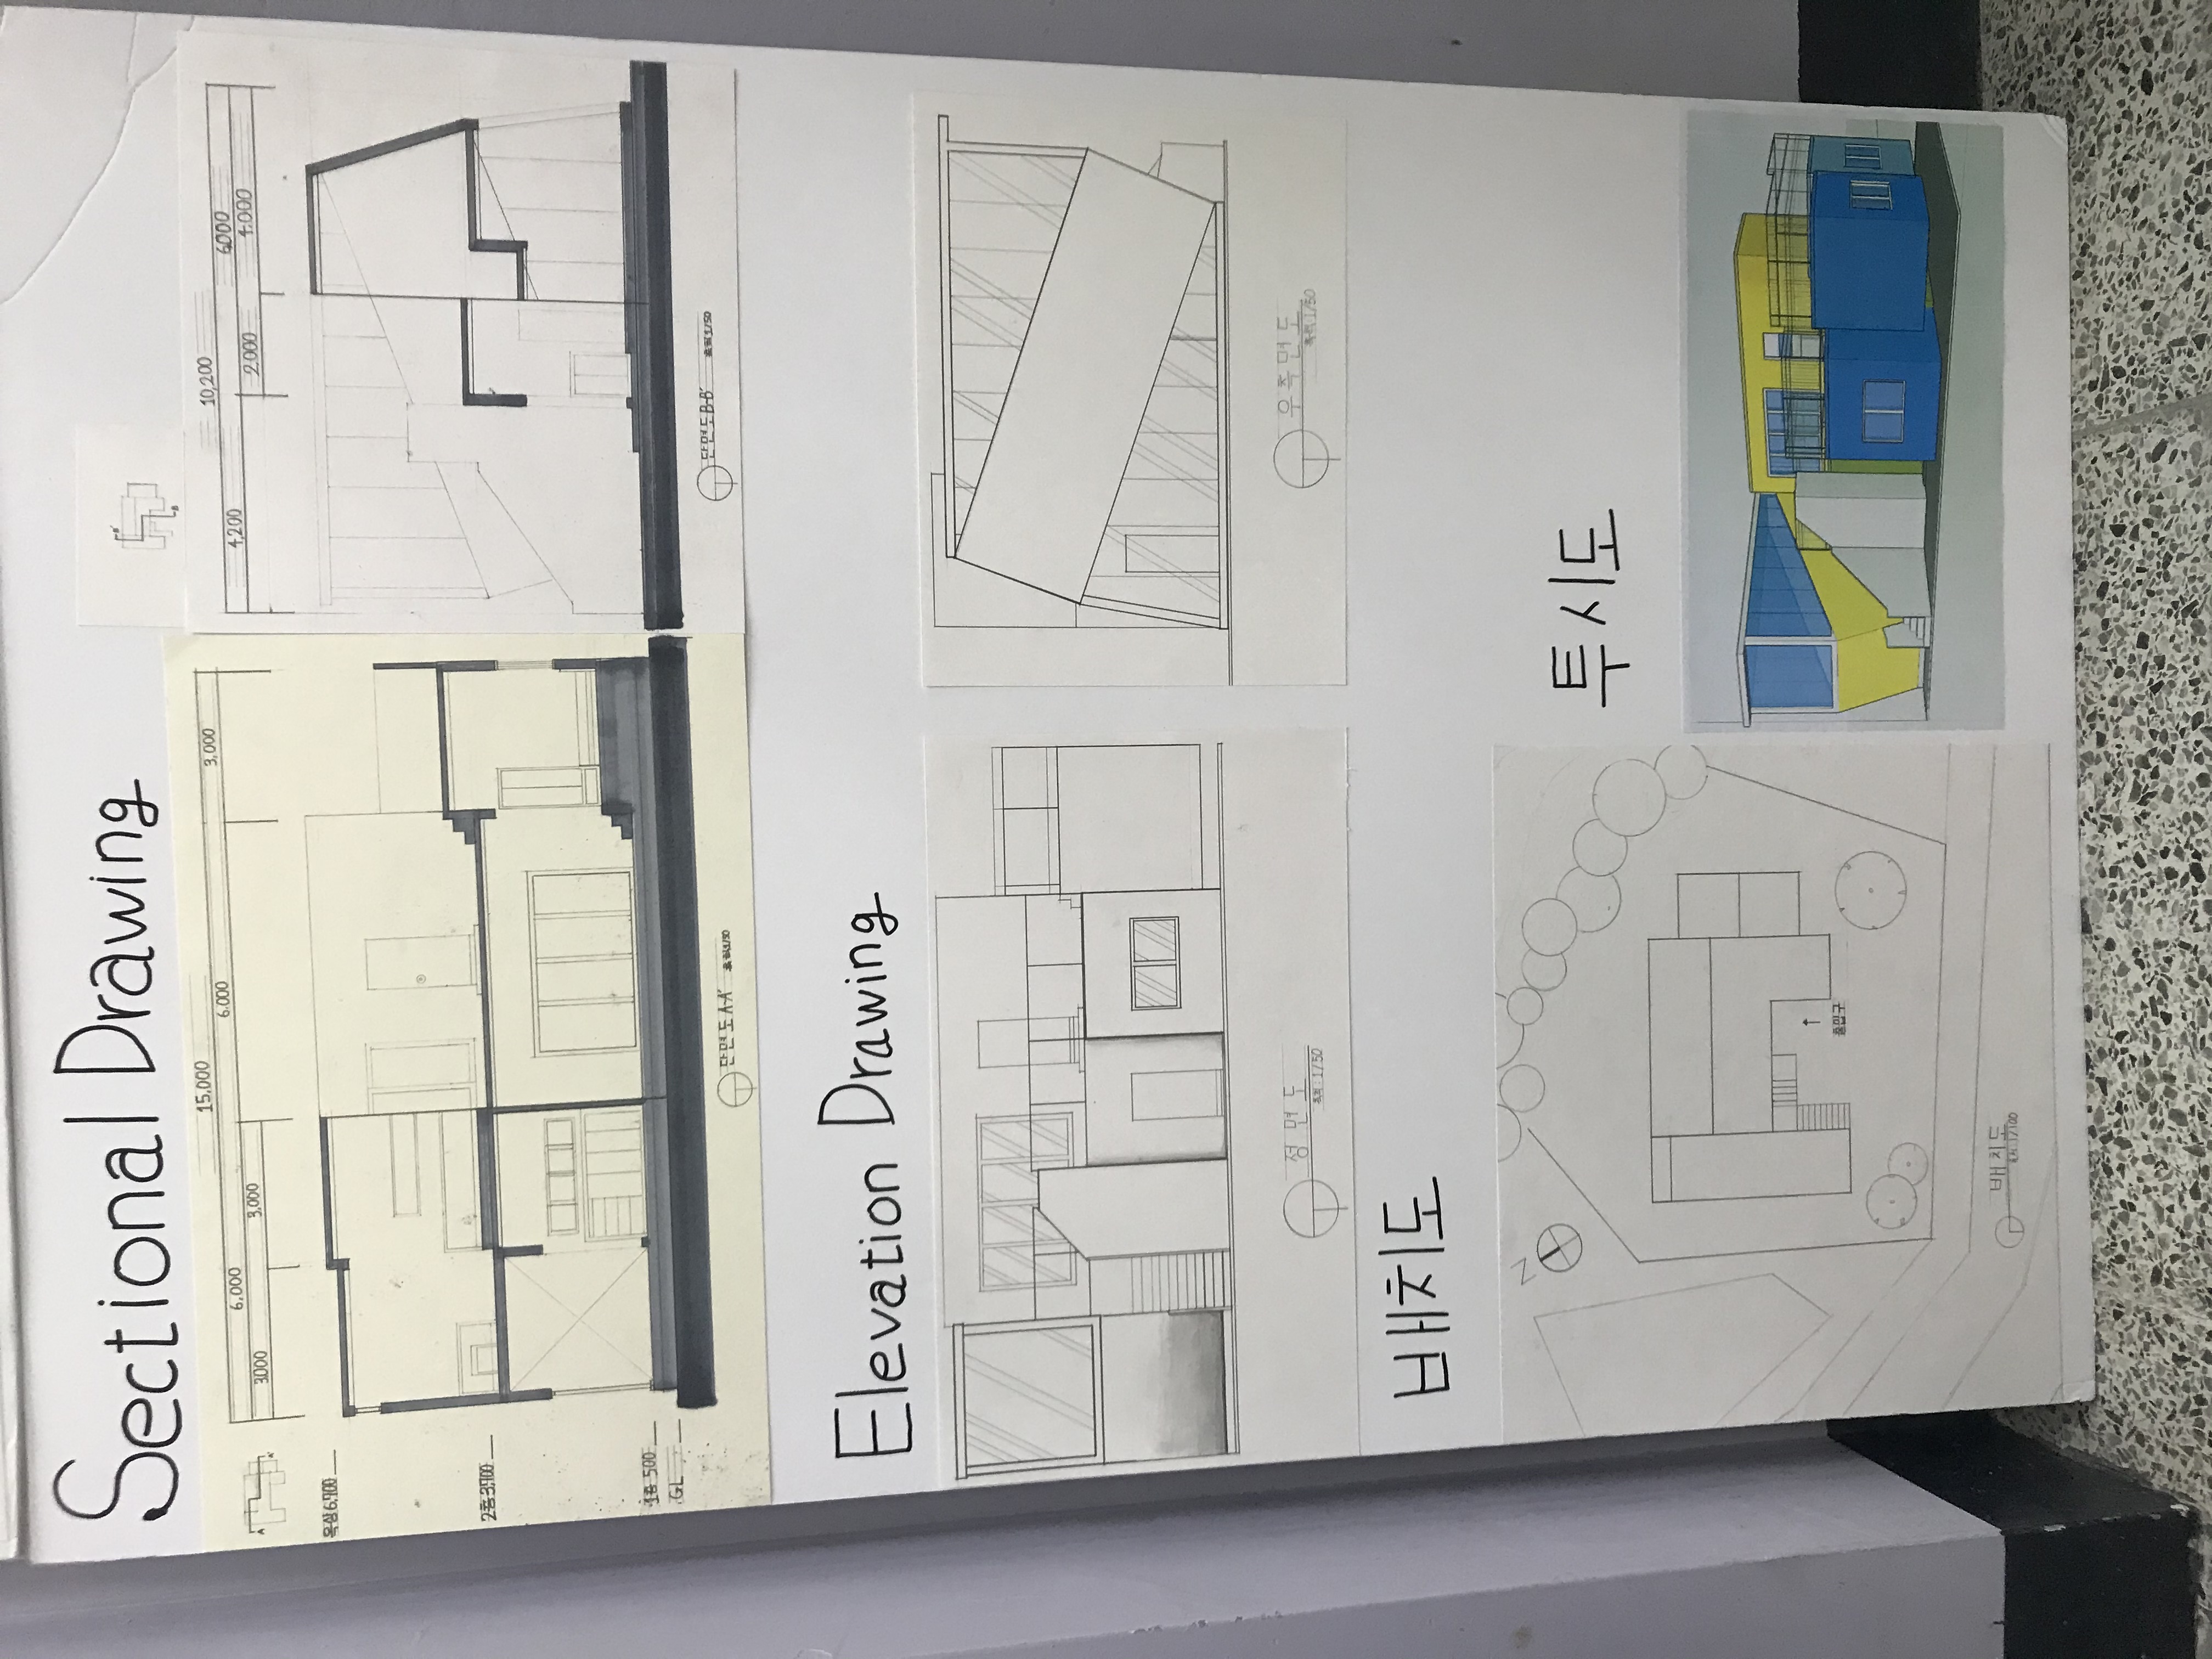 Sectional Drawing
B'
B
15,000
6,000
6,000
3,000
3,000
3,000
A
A'
옥상 6,700
2층 3,700
1층 500
GL
단면도 A-A' 축척 1/50
10,200
4,200
6000
2.000
4.000
단면도 B-B' 축척 1/50
Elevation Drawing
정면도
축척 : 1/50
우측면도
축척 : 1/50
배치도
N
출입구
배치도
축척 : 1/100
투시도